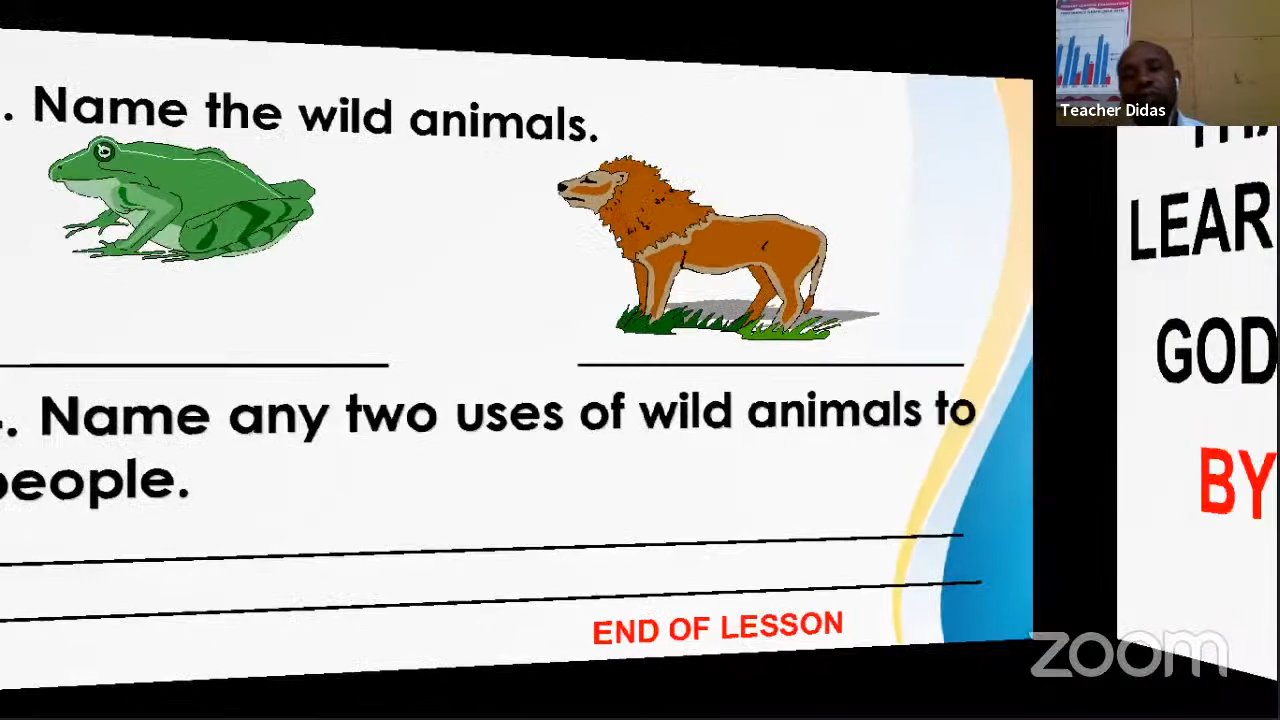 . Name the wild animals.
. Name any two uses of wild animals to
people.
END OF LESSON
Teacher Didas
LEAR
GOD
BY
zoom